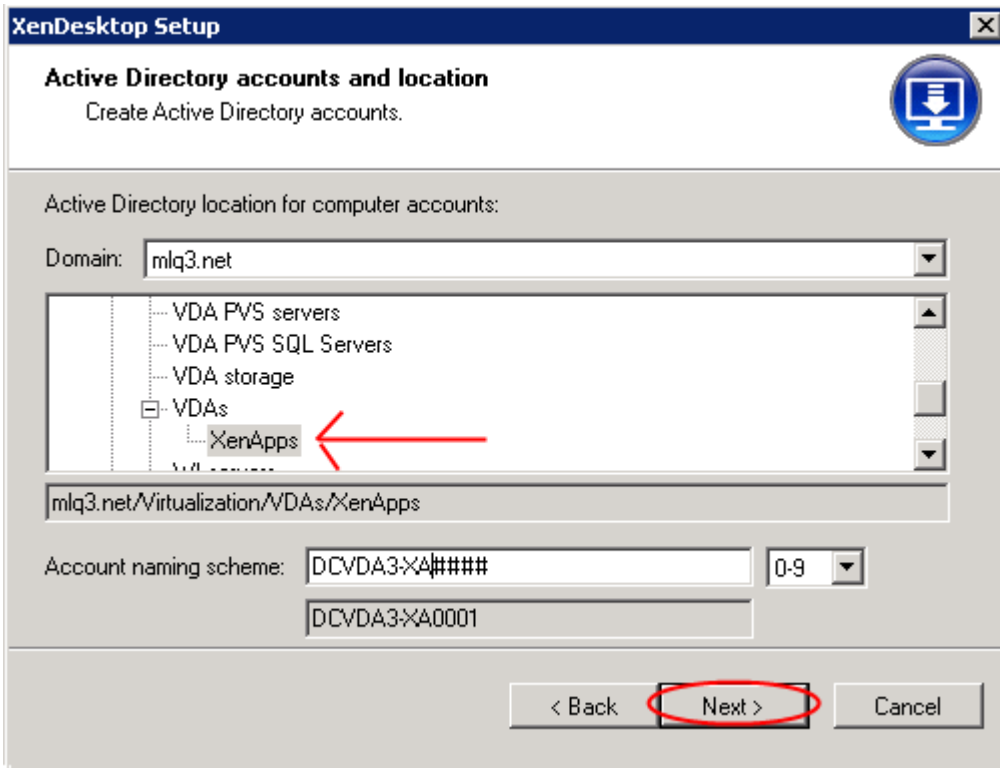 XenDesktop Setup
Active Directory accounts and location
Create Active Directory accounts.
Active Directory location for computer accounts:
Domain: mlq3.net
VDA PVS servers
VDA PVS SQL Servers
VDA storage
VDAs
XenApps
mlq3.net/Virtualization/VDAs/XenApps
Account naming scheme: DCVDA3-XA#### 0-9
DCVDA3-XA0001
< Back Next > Cancel